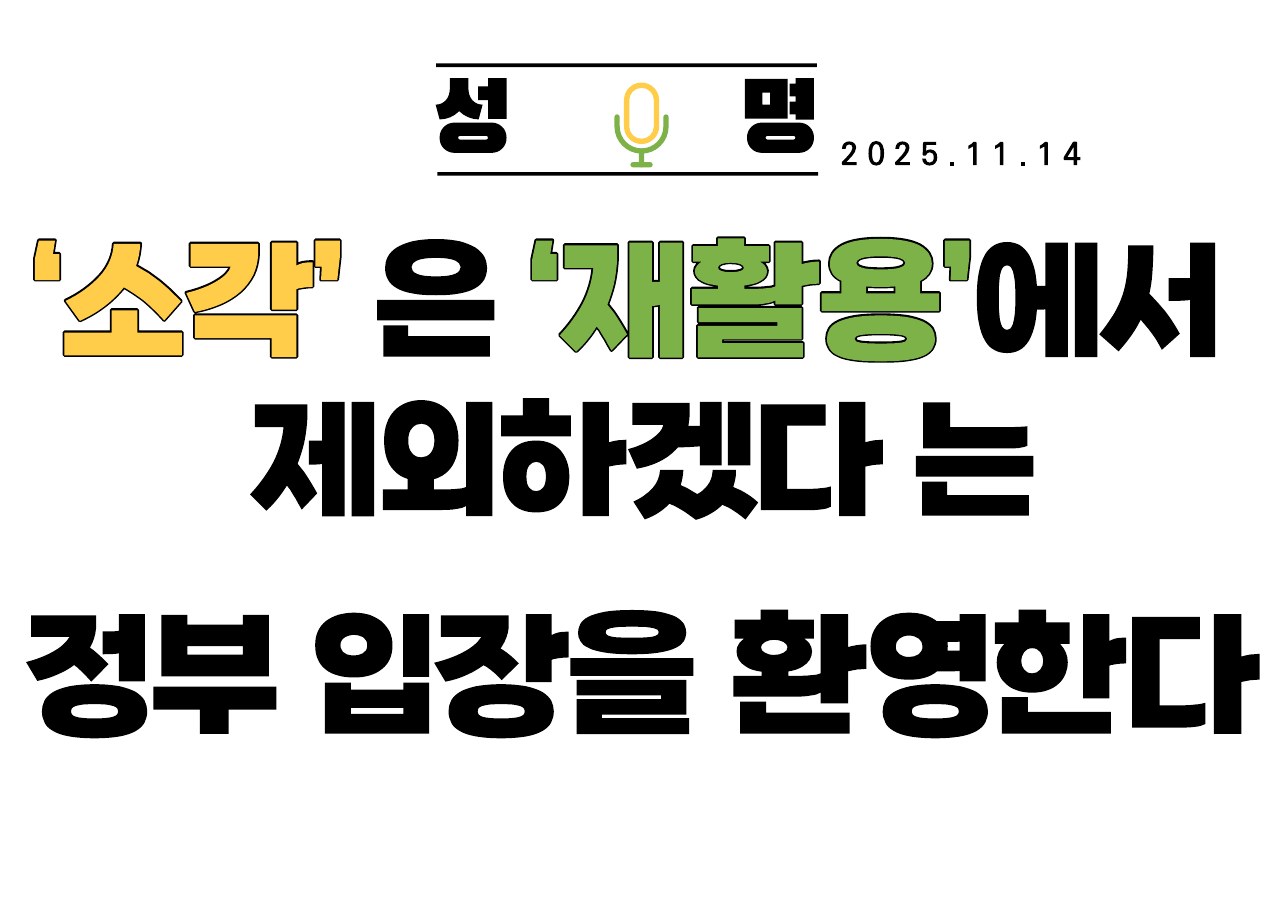 성 명
2025.11.14
‘소각’ 은 ‘재활용’에서
제외하겠다 는
정부 입장을 환영한다